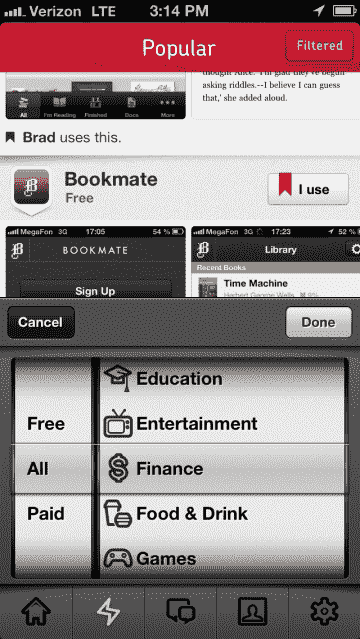 Verizon LTE 3:14 PM
Popular
Filtered
thought Alice. 'I'm glad they've begun
asking riddles.--I believe I can guess
that,' she added aloud.
All I'm Reading Finished Docs More
Brad uses this.
Bookmate
Free
I use
MegaFon 3G 17:05 54 %
MegaFon 3G 17:23 52 %
BOOKMATE
Library
Recent Books
Sign Up
Time Machine
Herbert George Wells
Cancel
Done
Education
Free
Entertainment
All
Finance
Paid
Food & Drink
Games